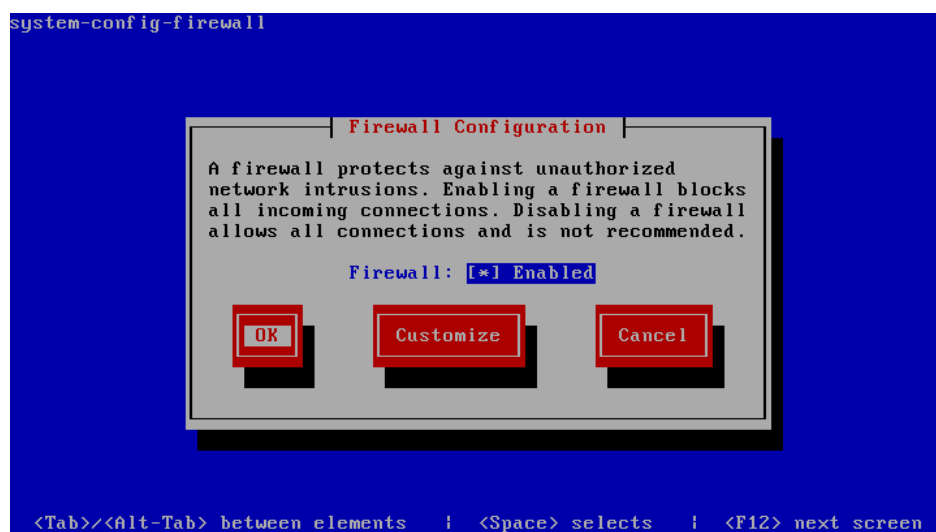 system-config-firewall
Firewall Configuration
A firewall protects against unauthorized
network intrusions. Enabling a firewall blocks
all incoming connections. Disabling a firewall
allows all connections and is not recommended.
Firewall: [*] Enabled
OK Customize Cancel
<Tab>/<Alt-Tab> between elements | <Space> selects | <F12> next screen